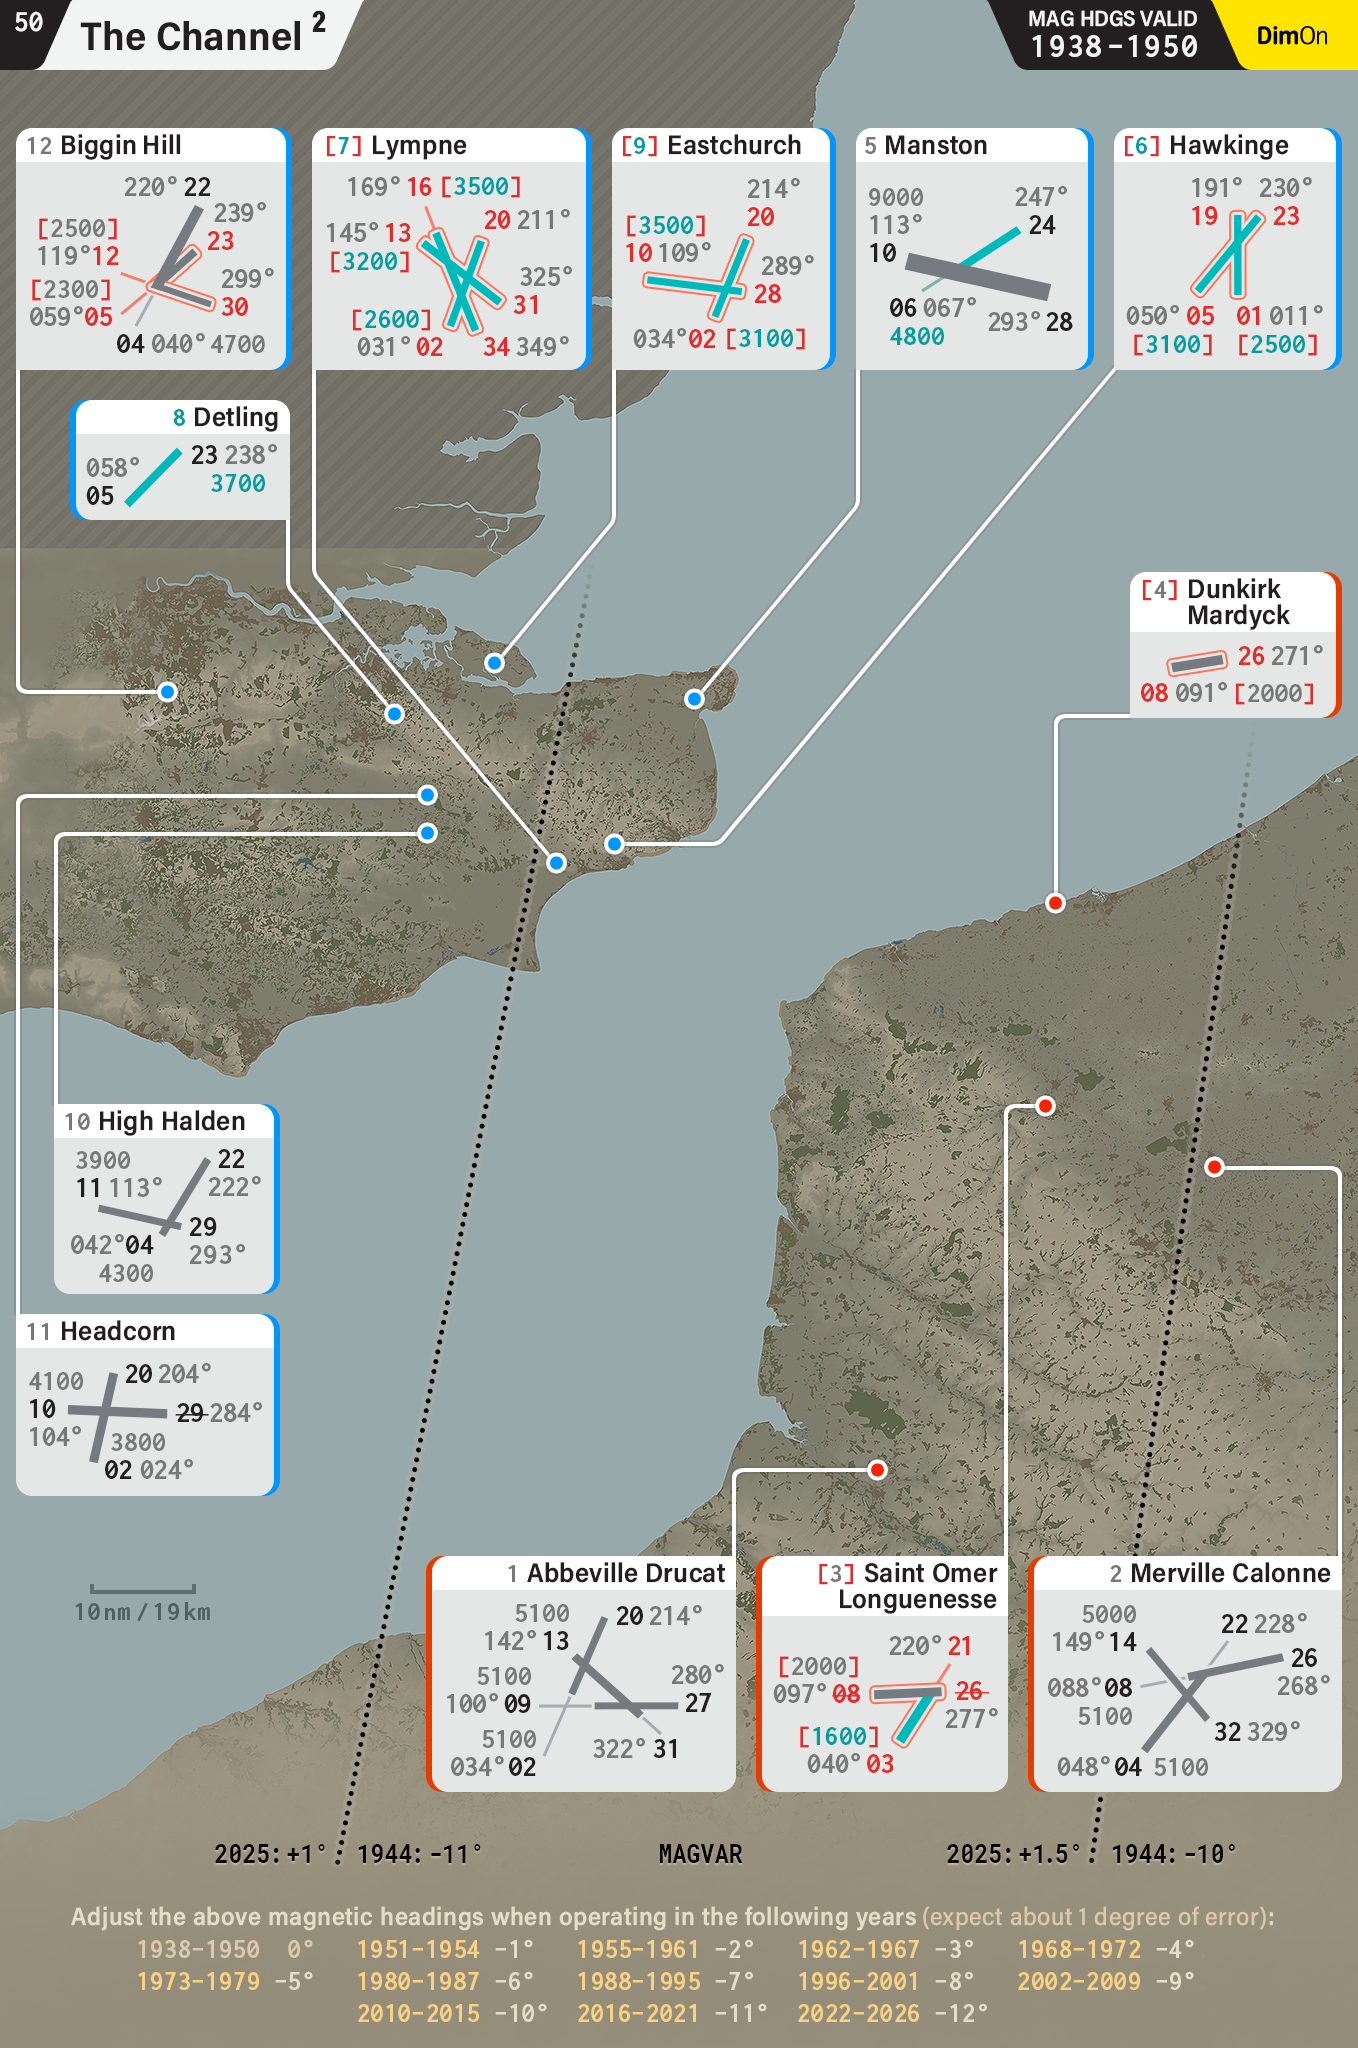 50
The Channel 2
MAG HDGS VALID
1938-1950
DimOn
12 Biggin Hill
220° 22
239°
23
[2500]
119° 12
299°
30
[2300]
059° 05
04 040° 4700
[7] Lympne
169° 16 [3500]
20 211°
145° 13
[3200]
325°
31
[2600]
031° 02
34 349°
[9] Eastchurch
214°
20
[3500]
10 109°
289°
28
034° 02 [3100]
5 Manston
9000
113°
10
247°
24
06 067°
4800
293° 28
[6] Hawkinge
191° 230°
19 23
050° 05 01 011°
[3100] [2500]
8 Detling
23 238°
3700
058°
05
[4] Dunkirk
Mardyck
26 271°
08 091° [2000]
10 High Halden
3900
11 113°
22
222°
29
293°
042° 04
4300
11 Headcorn
20 204°
4100
10
104°
29 284°
3800
02 024°
10nm/19km
1 Abbeville Drucat
5100
142° 13
20 214°
5100
100° 09
280°
27
5100
034° 02
322° 31
[3] Saint Omer
Longuenesse
220° 21
[2000]
097° 08
26
277°
[1600]
040° 03
2 Merville Calonne
5000
149° 14
22 228°
26
268°
088° 08
5100
32 329°
048° 04 5100
2025: +1° 1944: -11° MAGVAR 2025: +1.5° 1944: -10°
Adjust the above magnetic headings when operating in the following years (expect about 1 degree of error):
1938-1950 0° 1951-1954 -1° 1955-1961 -2° 1962-1967 -3° 1968-1972 -4°
1973-1979 -5° 1980-1987 -6° 1988-1995 -7° 1996-2001 -8° 2002-2009 -9°
2010-2015 -10° 2016-2021 -11° 2022-2026 -12°